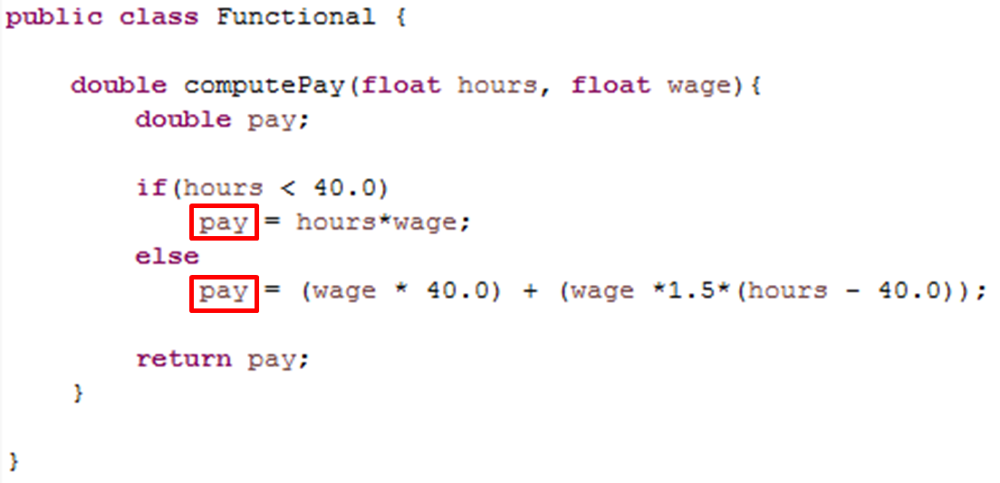 public class Functional {
double computePay(float hours, float wage){
double pay;
if(hours < 40.0)
pay = hours*wage;
else
pay = (wage * 40.0) + (wage *1.5*(hours - 40.0));
return pay;
}
}